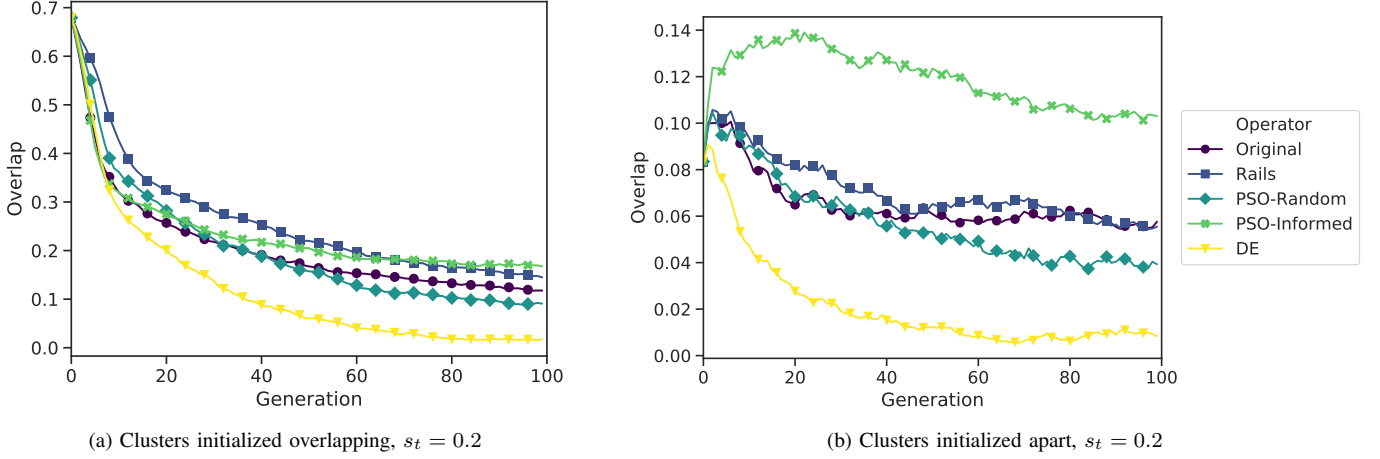 0.7
0.6
0.5
0.4
0.3
0.2
0.1
0.0
Overlap
0 20 40 60 80 100
Generation
(a) Clusters initialized overlapping, s_t = 0.2
0.14
0.12
0.10
0.08
0.06
0.04
0.02
0.00
Overlap
0 20 40 60 80 100
Generation
(b) Clusters initialized apart, s_t = 0.2
Operator
Original
Rails
PSO-Random
PSO-Informed
DE